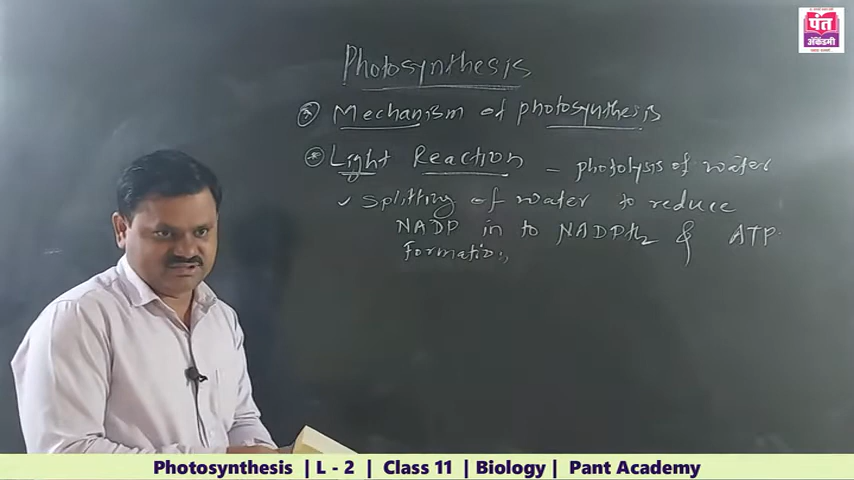 पंत
अॅकॅडमी
Photosynthesis
Mechanism of photosynthesis
Light Reaction - photolysis of water
✓ splitting of water to reduce
NADP in to NADPH2 & ATP
formation,
Photosynthesis | L - 2 | Class 11 | Biology | Pant Academy